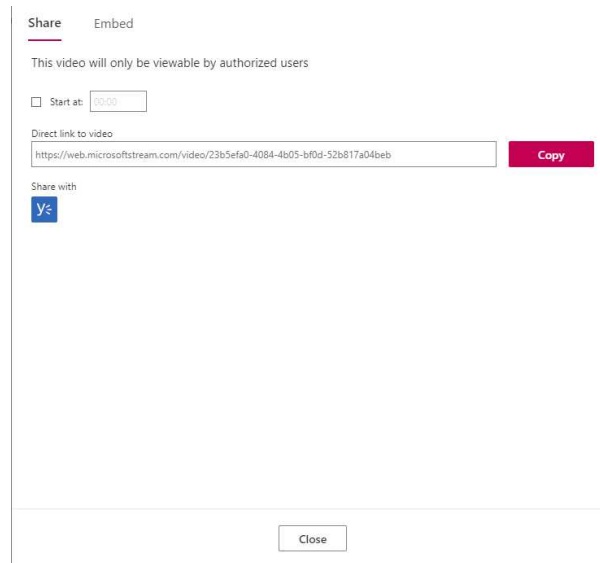 Share Embed
This video will only be viewable by authorized users
Start at: 00:00
Direct link to video
https://web.microsoftstream.com/video/23b5efa0-4084-4b05-bf0d-52b817a04beb Copy
Share with
y
Close